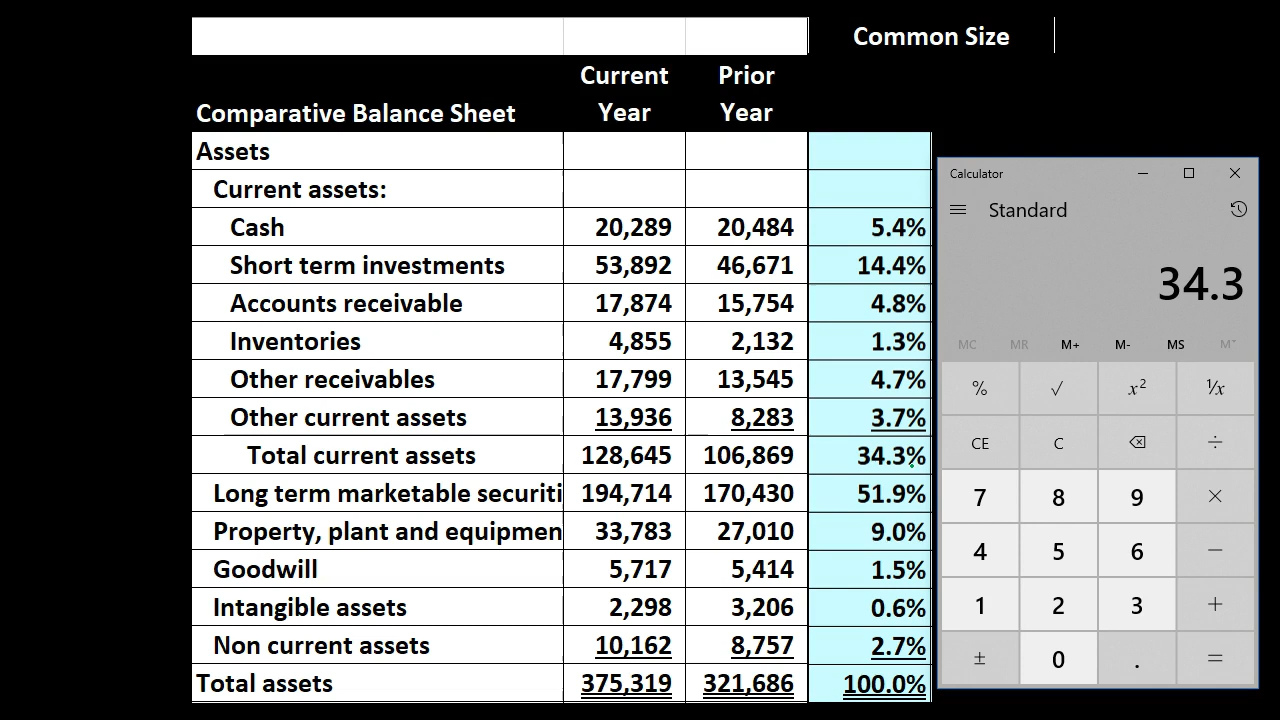 Common Size
Current Prior
Comparative Balance Sheet Year Year
Assets
Current assets:
Cash 20,289 20,484 5.4%
Short term investments 53,892 46,671 14.4%
Accounts receivable 17,874 15,754 4.8%
Inventories 4,855 2,132 1.3%
Other receivables 17,799 13,545 4.7%
Other current assets 13,936 8,283 3.7%
Total current assets 128,645 106,869 34.3%
Long term marketable securiti 194,714 170,430 51.9%
Property, plant and equipmen 33,783 27,010 9.0%
Goodwill 5,717 5,414 1.5%
Intangible assets 2,298 3,206 0.6%
Non current assets 10,162 8,757 2.7%
Total assets 375,319 321,686 100.0%
Calculator
Standard
34.3
MC MR M+ M- MS M˅
% √ x² ⅟x
CE C ⌫ ÷
7 8 9 ×
4 5 6 −
1 2 3 +
± 0 . =